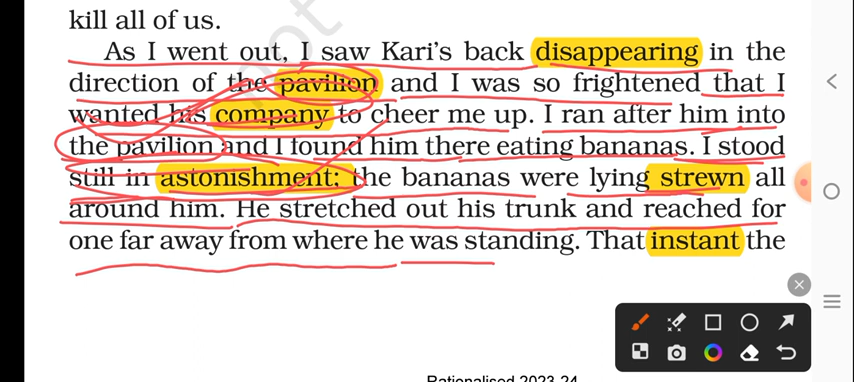 kill all of us.
As I went out, I saw Kari's back disappearing in the
direction of the pavilion and I was so frightened that I
wanted his company to cheer me up. I ran after him into
the pavilion and I found him there eating bananas. I stood
still in astonishment: the bananas were lying strewn all
around him. He stretched out his trunk and reached for
one far away from where he was standing. That instant the
Rationalised 2023-24